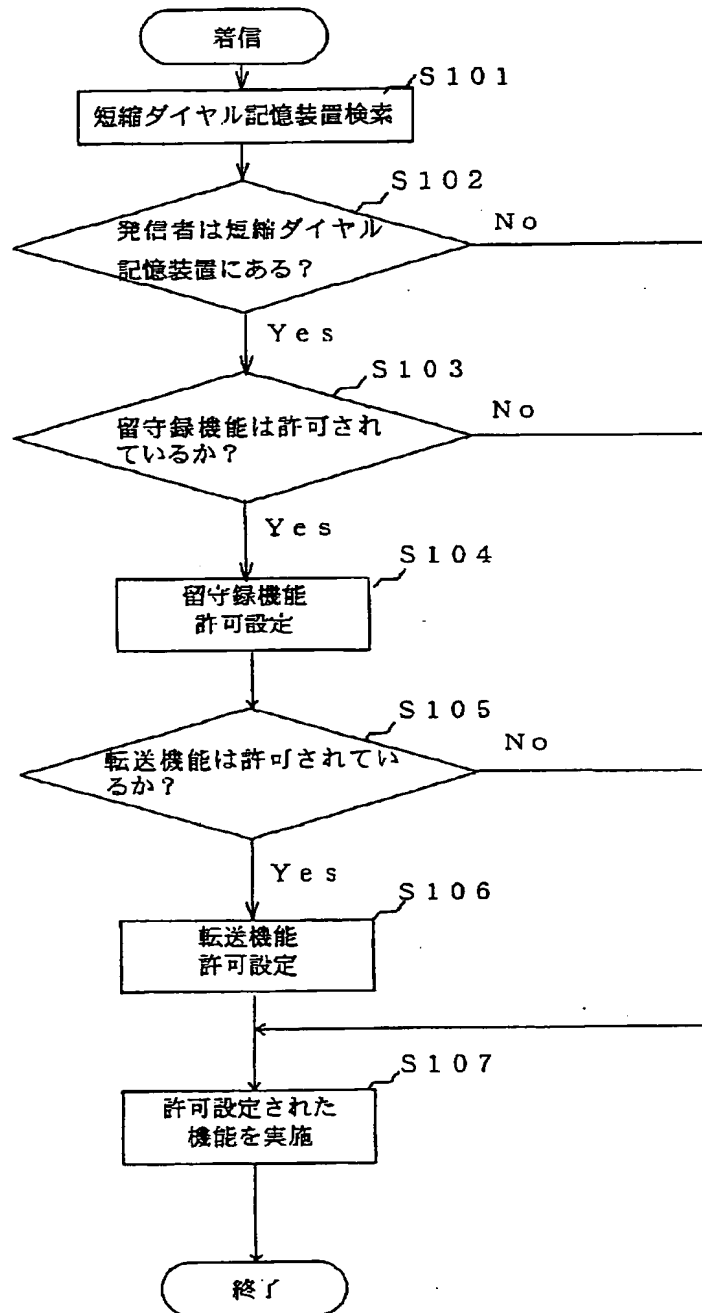 着信
S101
短縮ダイヤル記憶装置検索
S102
発信者は短縮ダイヤル
記憶装置にある?
No
Yes
S103
留守録機能は許可され
ているか?
No
Yes
S104
留守録機能
許可設定
S105
転送機能は許可されてい
るか?
No
Yes
S106
転送機能
許可設定
S107
許可設定された
機能を実施
終了